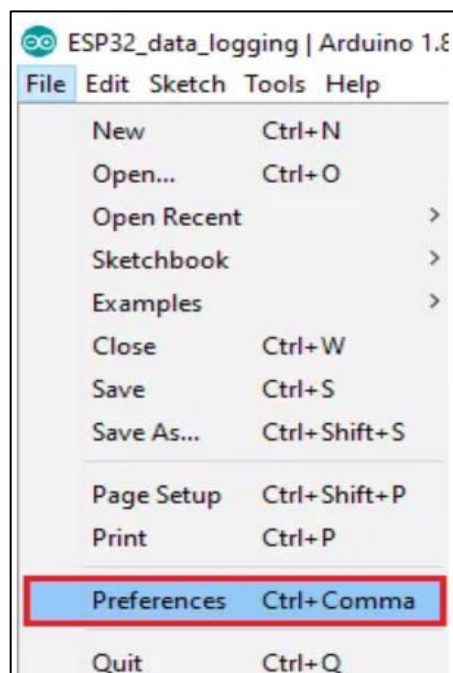 ESP32_data_logging | Arduino 1.8
File Edit Sketch Tools Help
New Ctrl+N
Open... Ctrl+O
Open Recent >
Sketchbook >
Examples >
Close Ctrl+W
Save Ctrl+S
Save As... Ctrl+Shift+S
Page Setup Ctrl+Shift+P
Print Ctrl+P
Preferences Ctrl+Comma
Quit Ctrl+Q